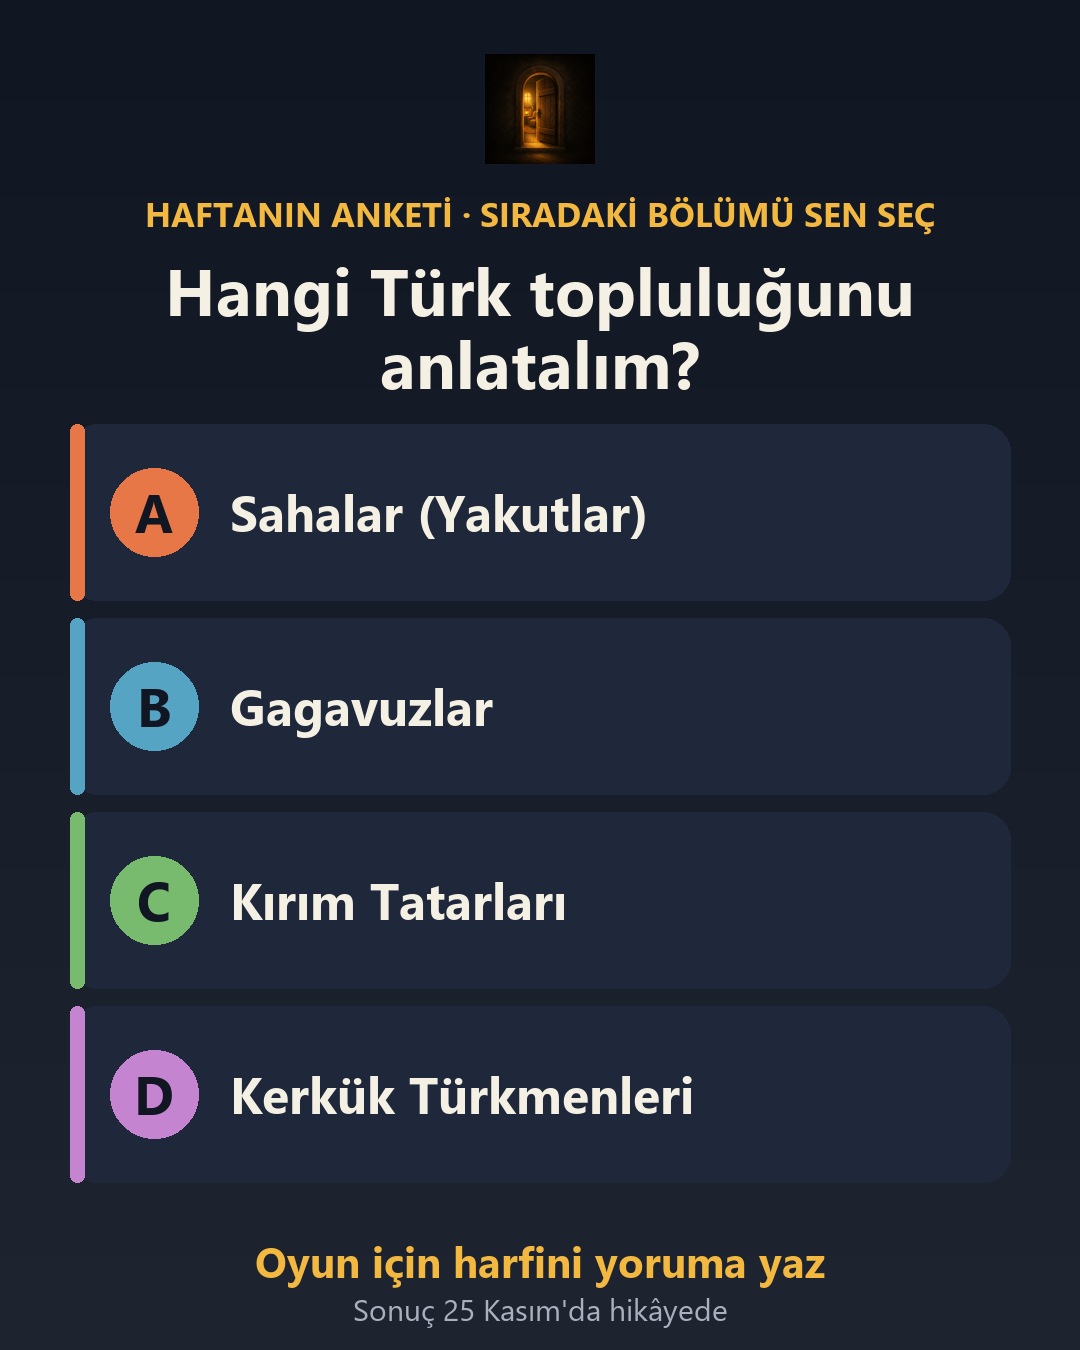 HAFTANIN ANKETİ · SIRADAKİ BÖLÜMÜ SEN SEÇ
Hangi Türk topluluğunu
anlatalım?
A Sahalar (Yakutlar)
B Gagavuzlar
C Kırım Tatarları
D Kerkük Türkmenleri
Oyun için harfini yoruma yaz
Sonuç 25 Kasım'da hikâyede